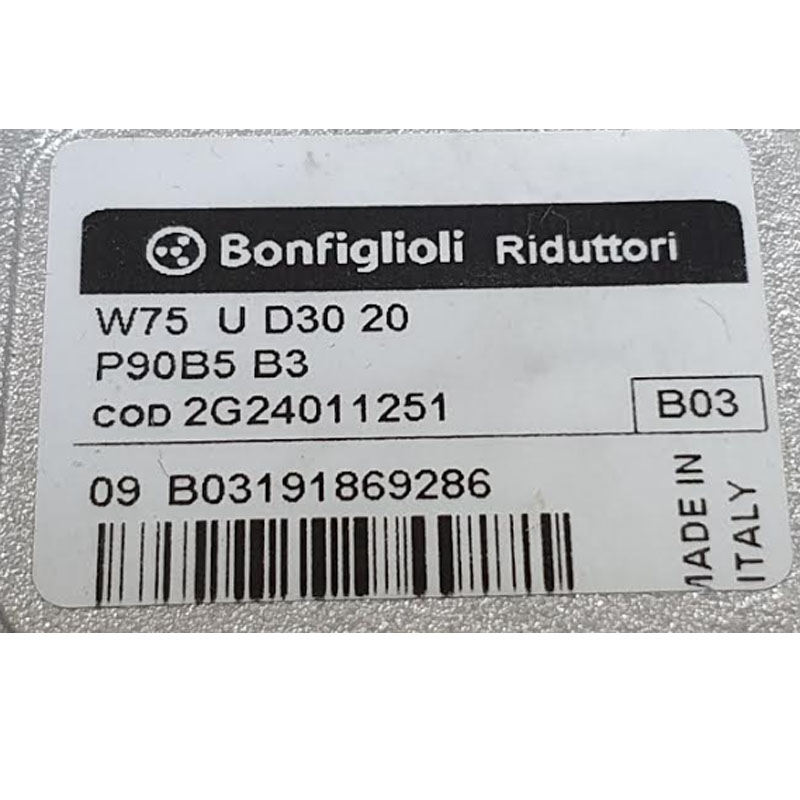 Bonfiglioli Riduttori
W75 U D30 20
P90B5 B3
COD 2G24011251
B03
09 B03191869286
MADE IN
ITALY